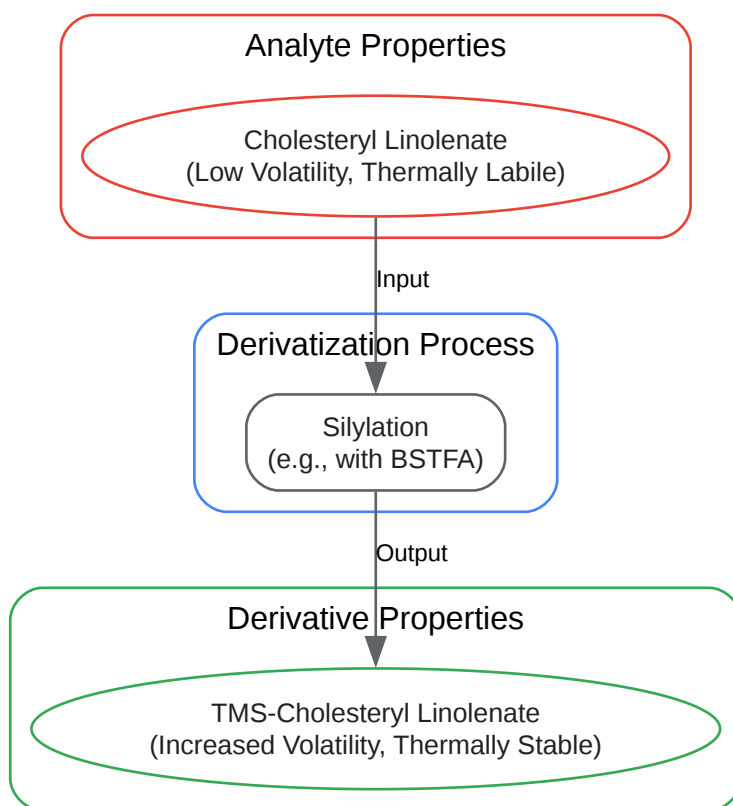 Analyte Properties
Cholesteryl Linolenate
(Low Volatility, Thermally Labile)
Input
Derivatization Process
Silylation
(e.g., with BSTFA)
Output
Derivative Properties
TMS-Cholesteryl Linolenate
(Increased Volatility, Thermally Stable)